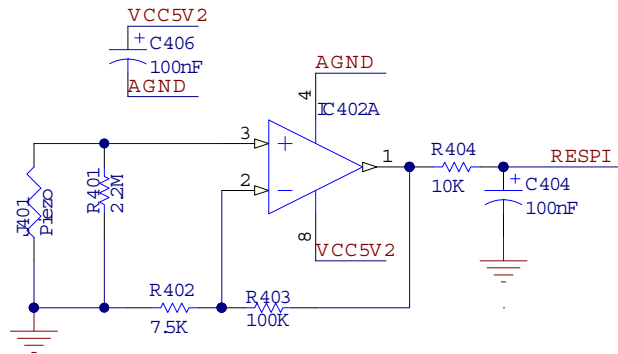 VCC5V2
+
C406
100nF
AGND
AGND
4
IC402A
3
+
1
R404
RESPI
2
−
10K
+
C404
100nF
R401
2.2M
J401
Piezo
8
VCC5V2
R402
R403
7.5K
100K